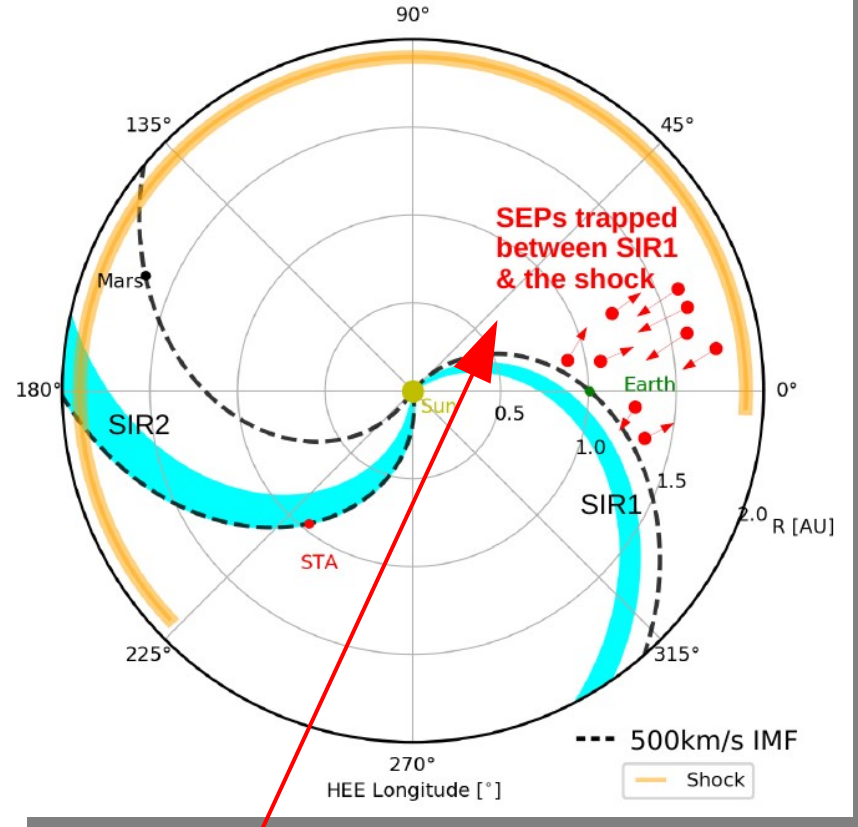 90°
135°
45°
SEPs trapped
between SIR1
& the shock
Mars
180°
0°
Earth
Sun
0.5
SIR2
1.0
1.5
SIR1
2.0
R [AU]
STA
225°
315°
270°
HEE Longitude [°]
500km/s IMF
Shock